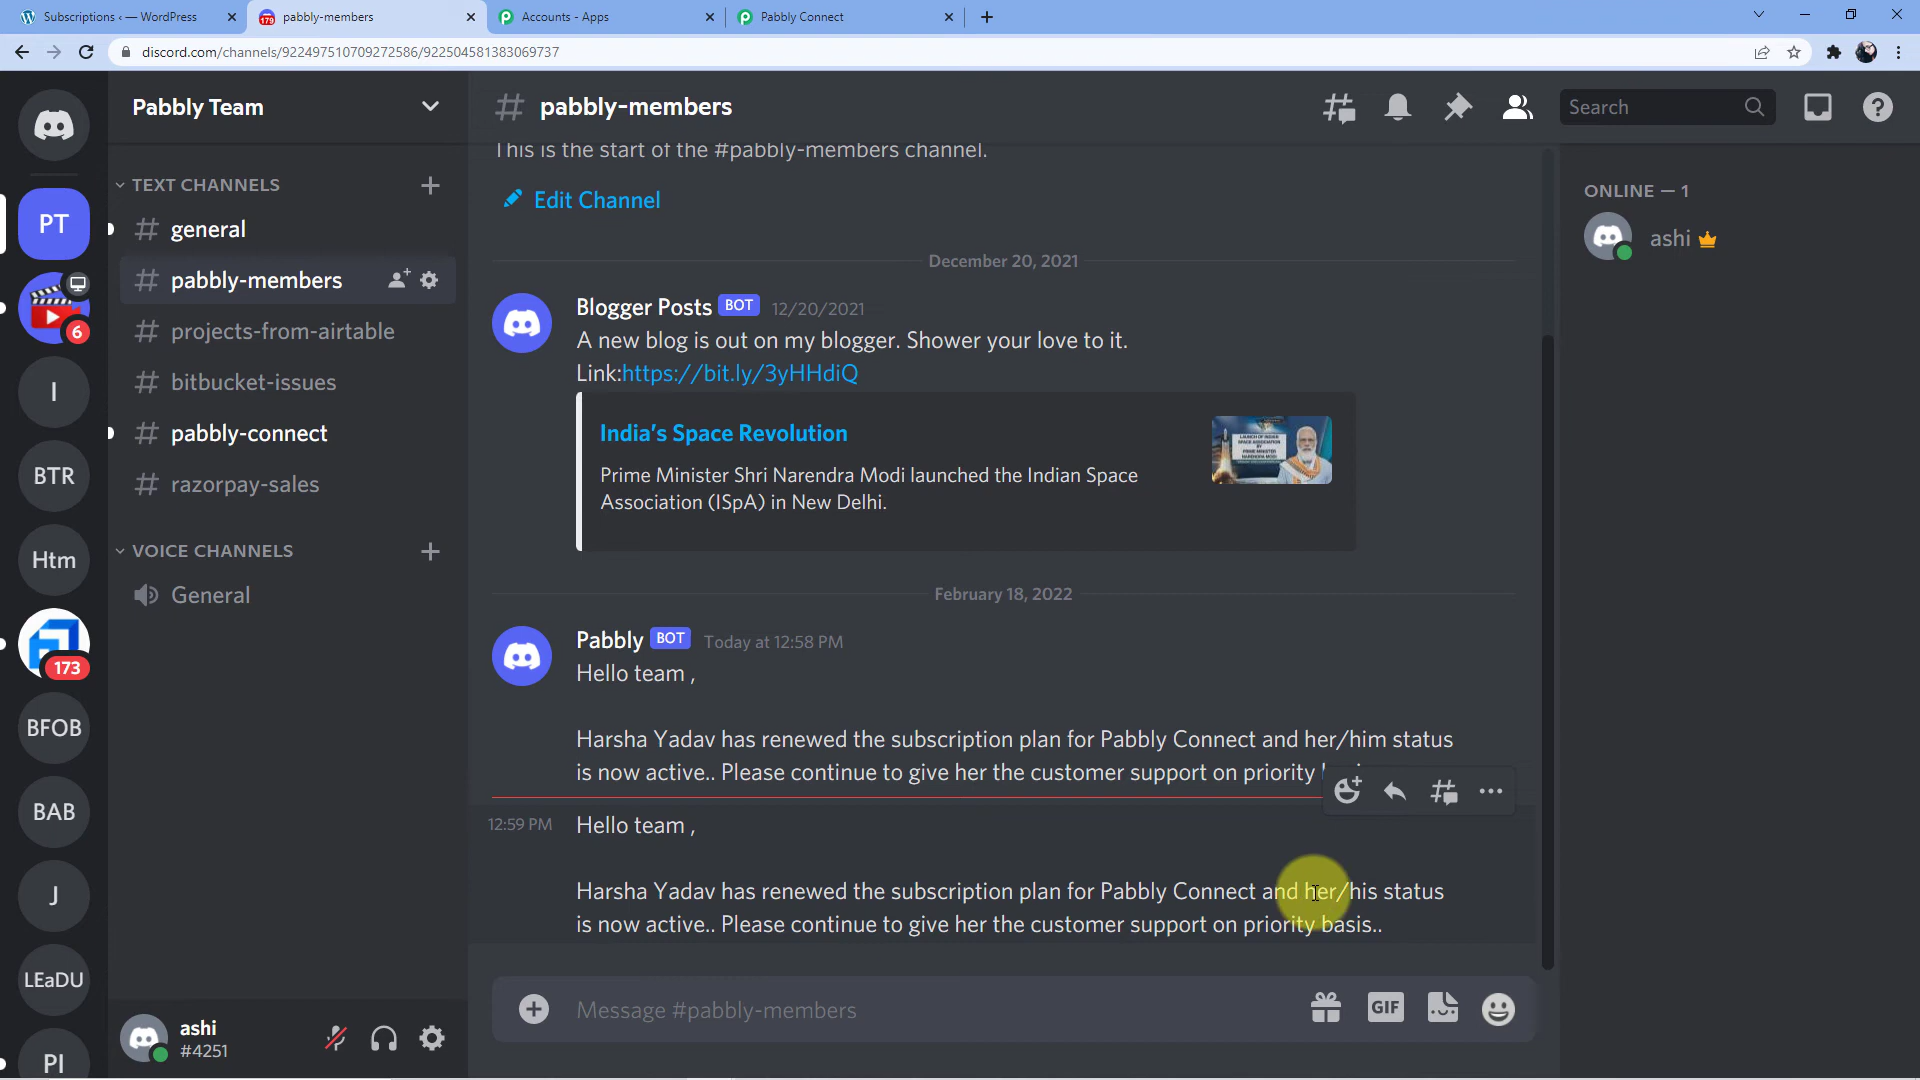 Subscriptions ‹ — WordPress
179
pabbly-members
Accounts - Apps
Pabbly Connect
discord.com/channels/922497510709272586/922504581383069737
Pabbly Team
pabbly-members
Search
?
PT
6
I
BTR
Htm
173
BFOB
BAB
J
LEaDU
PI
TEXT CHANNELS
general
pabbly-members
projects-from-airtable
bitbucket-issues
pabbly-connect
razorpay-sales
VOICE CHANNELS
General
ashi
#4251
This is the start of the #pabbly-members channel.
Edit Channel
December 20, 2021
Blogger Posts BOT 12/20/2021
A new blog is out on my blogger. Shower your love to it.
Link:https://bit.ly/3yHHdiQ
India's Space Revolution
Prime Minister Shri Narendra Modi launched the Indian Space
Association (ISpA) in New Delhi.
February 18, 2022
Pabbly BOT Today at 12:58 PM
Hello team ,
Harsha Yadav has renewed the subscription plan for Pabbly Connect and her/him status
is now active.. Please continue to give her the customer support on priority
12:59 PM Hello team ,
Harsha Yadav has renewed the subscription plan for Pabbly Connect and her/his status
is now active.. Please continue to give her the customer support on priority basis..
Message #pabbly-members
GIF
ONLINE — 1
ashi